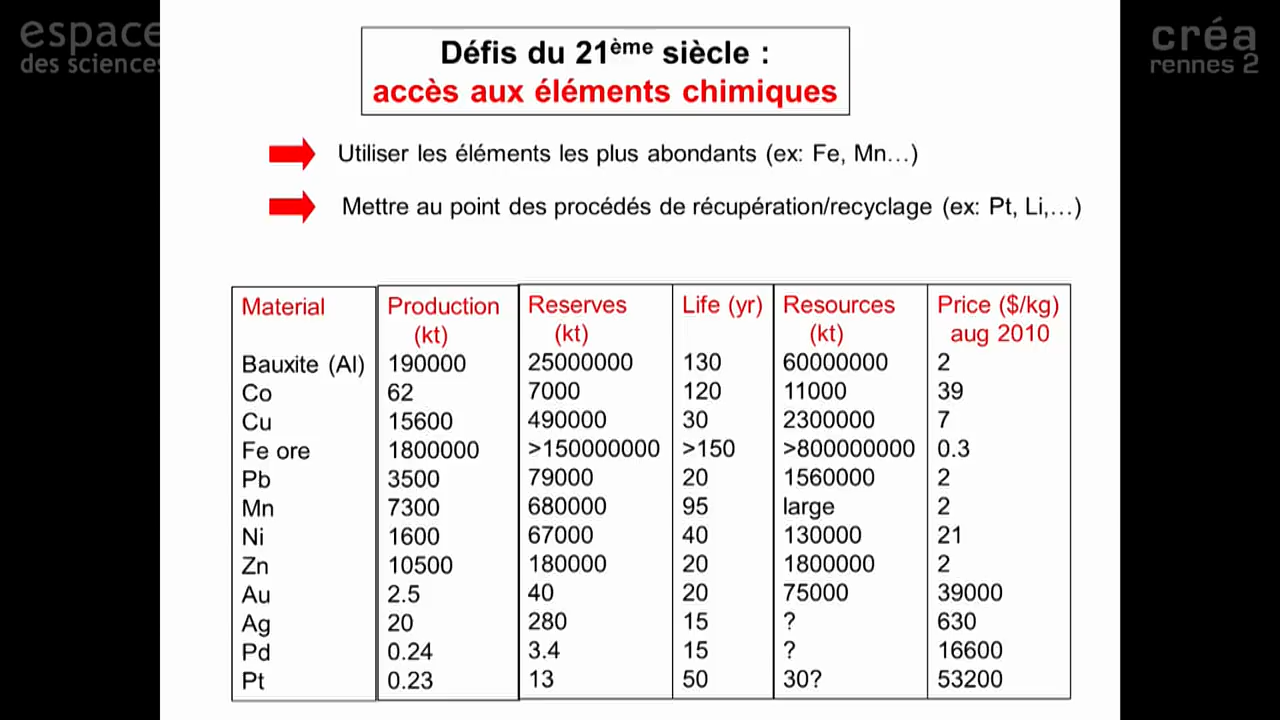 espace
des sciences
créa
rennes 2
Défis du 21ème siècle :
accès aux éléments chimiques
Utiliser les éléments les plus abondants (ex: Fe, Mn…)
Mettre au point des procédés de récupération/recyclage (ex: Pt, Li,…)
Material Production (kt) Reserves (kt) Life (yr) Resources (kt) Price ($/kg) aug 2010
Bauxite (Al) 190000 25000000 130 60000000 2
Co 62 7000 120 11000 39
Cu 15600 490000 30 2300000 7
Fe ore 1800000 >150000000 >150 >800000000 0.3
Pb 3500 79000 20 1560000 2
Mn 7300 680000 95 large 2
Ni 1600 67000 40 130000 21
Zn 10500 180000 20 1800000 2
Au 2.5 40 20 75000 39000
Ag 20 280 15 ? 630
Pd 0.24 3.4 15 ? 16600
Pt 0.23 13 50 30? 53200